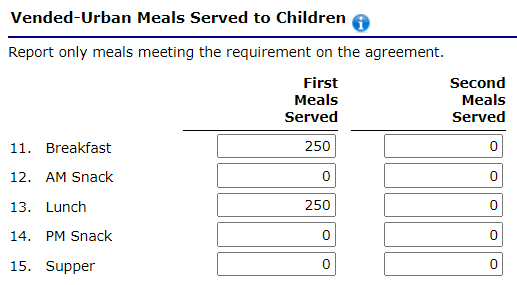 Vended-Urban Meals Served to Children
Report only meals meeting the requirement on the agreement.
First Meals Served Second Meals Served
11. Breakfast 250 0
12. AM Snack 0 0
13. Lunch 250 0
14. PM Snack 0 0
15. Supper 0 0